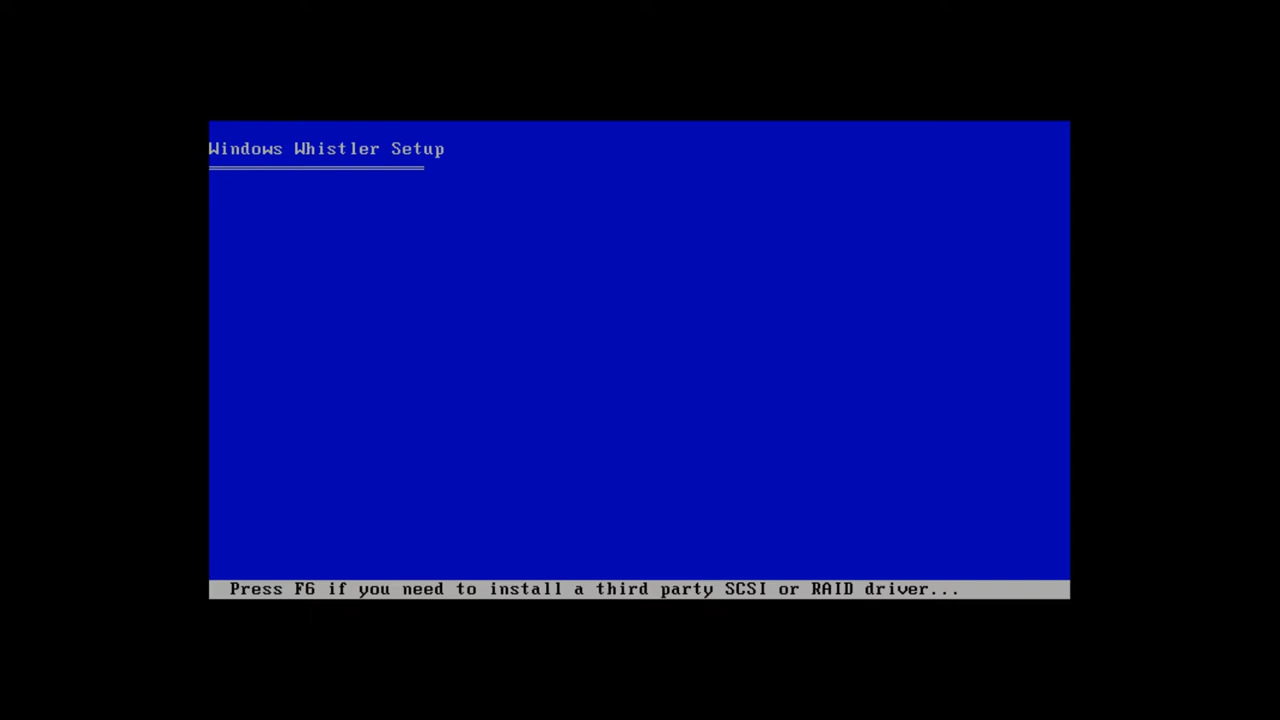 Windows Whistler Setup
Press F6 if you need to install a third party SCSI or RAID driver...